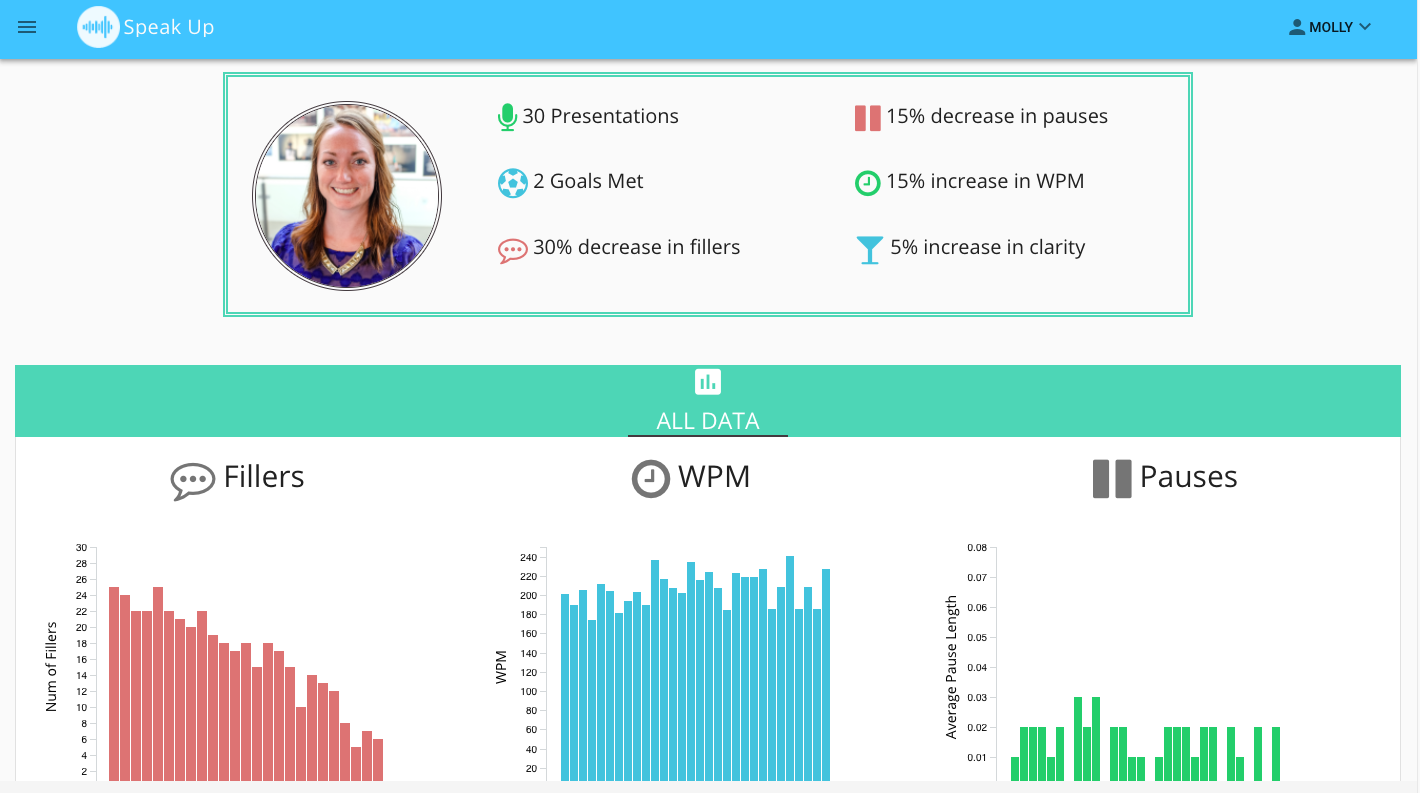 Speak Up
MOLLY
30 Presentations
15% decrease in pauses
2 Goals Met
15% increase in WPM
30% decrease in fillers
5% increase in clarity
ALL DATA
Fillers
WPM
Pauses
Num of Fillers
30
28
26
24
22
20
18
16
14
12
10
8
6
4
2
WPM
240
220
200
180
160
140
120
100
80
60
40
20
Average Pause Length
0.08
0.07
0.06
0.05
0.04
0.03
0.02
0.01